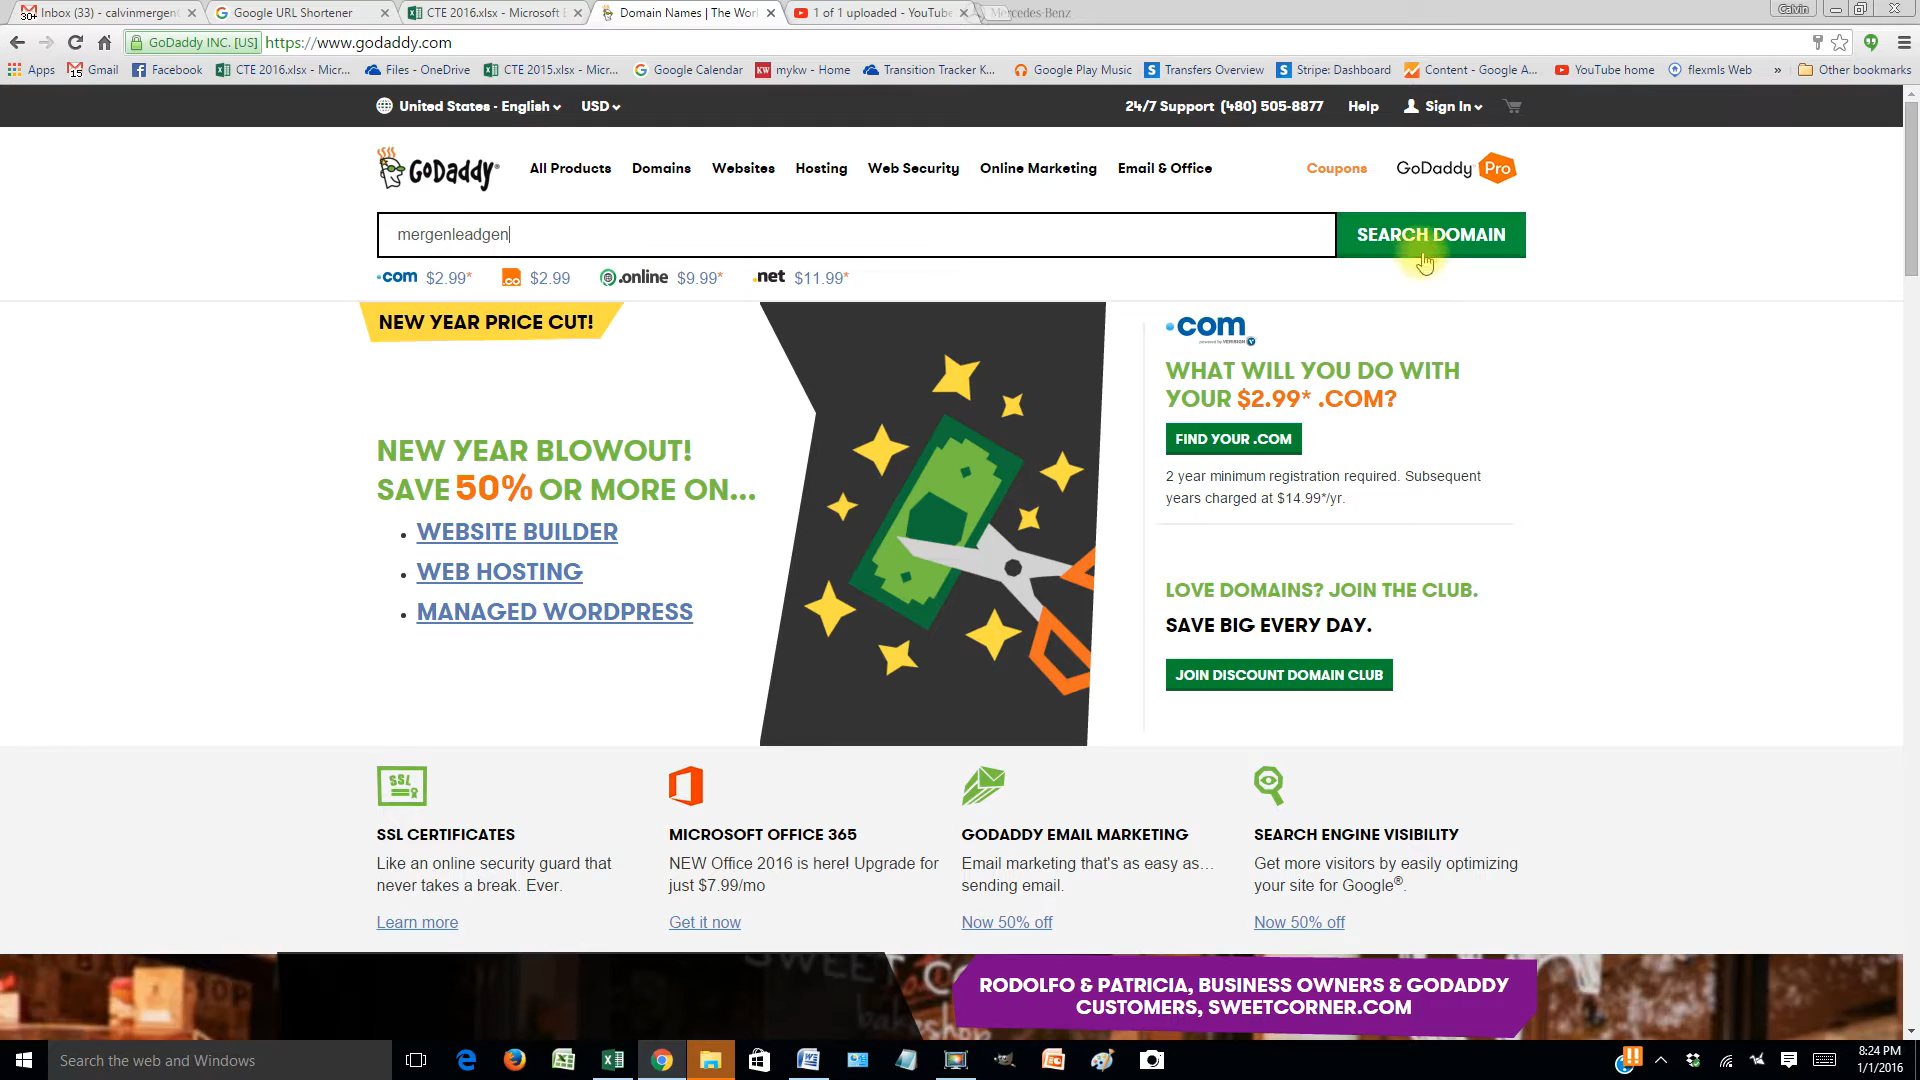 Inbox (33) - calvinmergen
Google URL Shortener
CTE 2016.xlsx - Microsoft E
Domain Names | The Worl
1 of 1 uploaded - YouTube
Mercedes-Benz
Calvin
GoDaddy INC. [US] https://www.godaddy.com
Apps
15 Gmail
Facebook
CTE 2016.xlsx - Micr...
Files - OneDrive
CTE 2015.xlsx - Micr...
Google Calendar
KW mykw - Home
Transition Tracker K...
Google Play Music
Transfers Overview
Stripe: Dashboard
Content - Google A...
YouTube home
flexmls Web
»
Other bookmarks
United States - English USD
24/7 Support (480) 505-8877 Help Sign In
GoDaddy® All Products Domains Websites Hosting Web Security Online Marketing Email & Office Coupons GoDaddy Pro
mergenleadgen SEARCH DOMAIN
.com $2.99* .co $2.99 .online $9.99* .net $11.99*
NEW YEAR PRICE CUT!
NEW YEAR BLOWOUT!
SAVE 50% OR MORE ON...
• WEBSITE BUILDER
• WEB HOSTING
• MANAGED WORDPRESS
.com
powered by VERISIGN
WHAT WILL YOU DO WITH
YOUR $2.99* .COM?
FIND YOUR .COM
2 year minimum registration required. Subsequent
years charged at $14.99*/yr.
LOVE DOMAINS? JOIN THE CLUB.
SAVE BIG EVERY DAY.
JOIN DISCOUNT DOMAIN CLUB
SSL
SSL CERTIFICATES
Like an online security guard that
never takes a break. Ever.
Learn more
MICROSOFT OFFICE 365
NEW Office 2016 is here! Upgrade for
just $7.99/mo
Get it now
GODADDY EMAIL MARKETING
Email marketing that's as easy as...
sending email.
Now 50% off
SEARCH ENGINE VISIBILITY
Get more visitors by easily optimizing
your site for Google®.
Now 50% off
SWEET CO
bakeshop
RODOLFO & PATRICIA, BUSINESS OWNERS & GODADDY
CUSTOMERS, SWEETCORNER.COM
Search the web and Windows
8:24 PM
1/1/2016